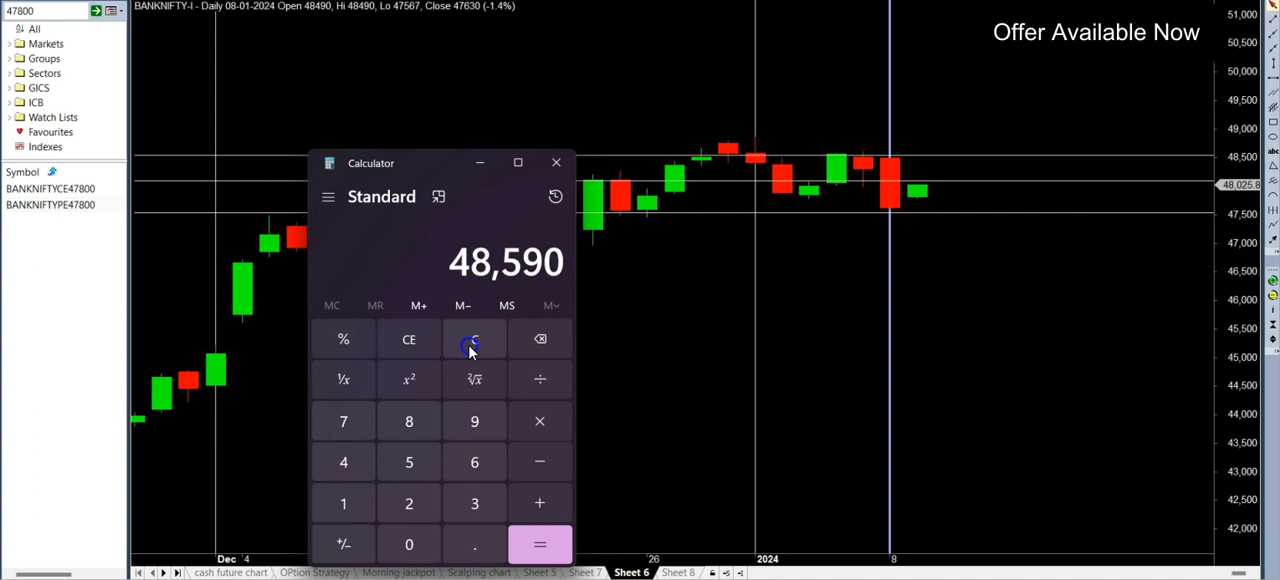 47800
BANKNIFTY-I - Daily 08-01-2024 Open 48490, Hi 48490, Lo 47567, Close 47630 (-1.4%)
Offer Available Now
All
Markets
Groups
Sectors
GICS
ICB
Watch Lists
Favourites
Indexes
Symbol
BANKNIFTYCE47800
BANKNIFTYPE47800
Calculator
Standard
48,590
MC MR M+ M- MS M
% CE C
¹/x x² ²√x ÷
7 8 9 ×
4 5 6 −
1 2 3 +
+/− 0 . =
51,000
50,500
50,000
49,500
49,000
48,500
48,025.8
47,500
47,000
46,500
46,000
45,500
45,000
44,500
44,000
43,500
43,000
42,500
42,000
abc
Dec 4 26 2024 8
cash future chart OPtion Strategy Morning jackpot Scalping chart Sheet 5 Sheet 7 Sheet 6 Sheet 8